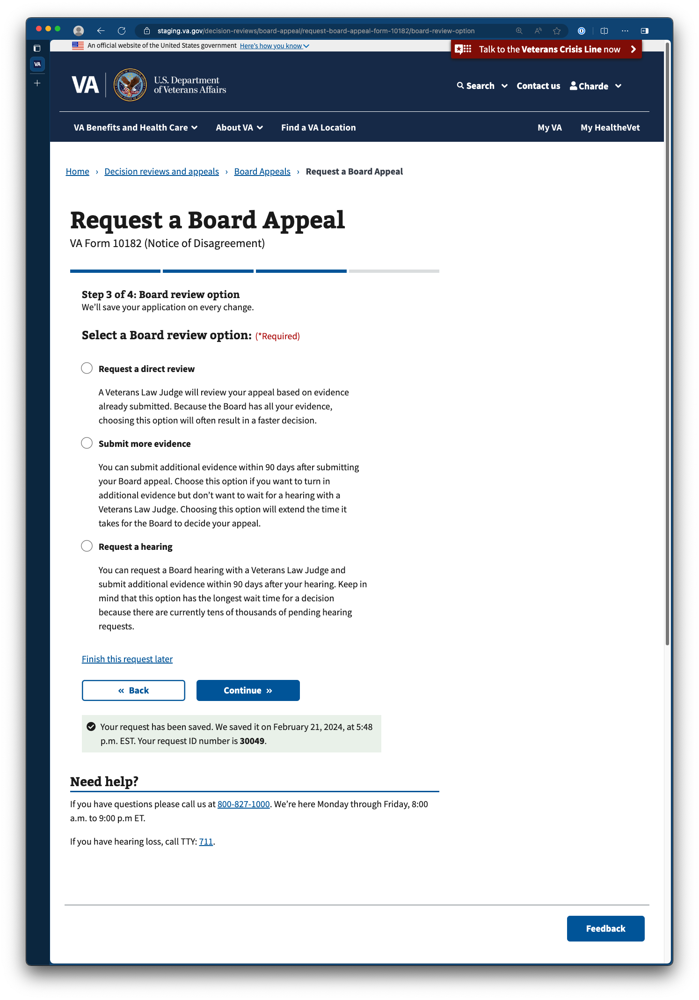 staging.va.gov/decision-reviews/board-appeal/request-board-appeal-form-10182/board-review-option
An official website of the United States government Here's how you know
Talk to the Veterans Crisis Line now
VA
VA
U.S. Department
of Veterans Affairs
Search
Contact us
Charde
VA Benefits and Health Care
About VA
Find a VA Location
My VA
My HealtheVet
Home › Decision reviews and appeals › Board Appeals › Request a Board Appeal
Request a Board Appeal
VA Form 10182 (Notice of Disagreement)
Step 3 of 4: Board review option
We'll save your application on every change.
Select a Board review option: (*Required)
Request a direct review
A Veterans Law Judge will review your appeal based on evidence
already submitted. Because the Board has all your evidence,
choosing this option will often result in a faster decision.
Submit more evidence
You can submit additional evidence within 90 days after submitting
your Board appeal. Choose this option if you want to turn in
additional evidence but don't want to wait for a hearing with a
Veterans Law Judge. Choosing this option will extend the time it
takes for the Board to decide your appeal.
Request a hearing
You can request a Board hearing with a Veterans Law Judge and
submit additional evidence within 90 days after your hearing. Keep in
mind that this option has the longest wait time for a decision
because there are currently tens of thousands of pending hearing
requests.
Finish this request later
« Back
Continue »
Your request has been saved. We saved it on February 21, 2024, at 5:48
p.m. EST. Your request ID number is 30049.
Need help?
If you have questions please call us at 800-827-1000. We're here Monday through Friday, 8:00
a.m. to 9:00 p.m ET.
If you have hearing loss, call TTY: 711.
Feedback